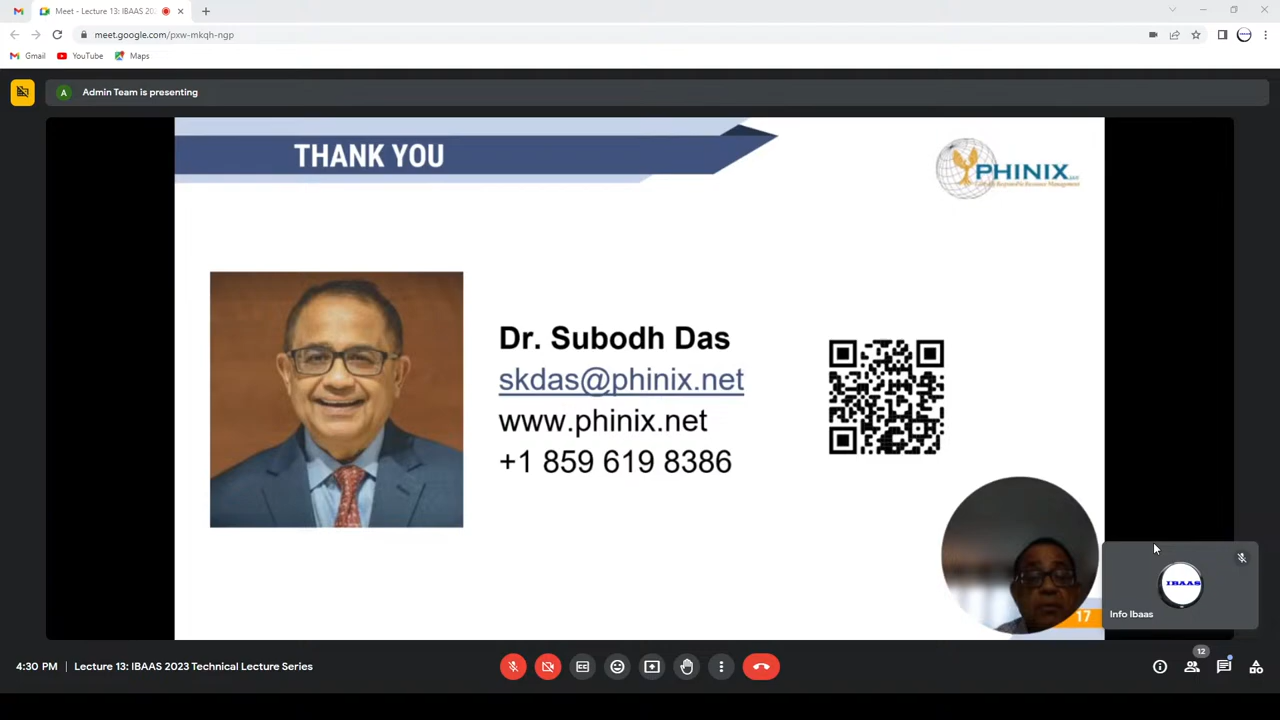 Meet - Lecture 13: IBAAS 202
meet.google.com/pxw-mkqh-ngp
Gmail
YouTube
Maps
A
Admin Team is presenting
THANK YOU
PHINIX
Dr. Subodh Das
skdas@phinix.net
www.phinix.net
+1 859 619 8386
IBAAS
Info Ibaas
17
12
4:30 PM
Lecture 13: IBAAS 2023 Technical Lecture Series